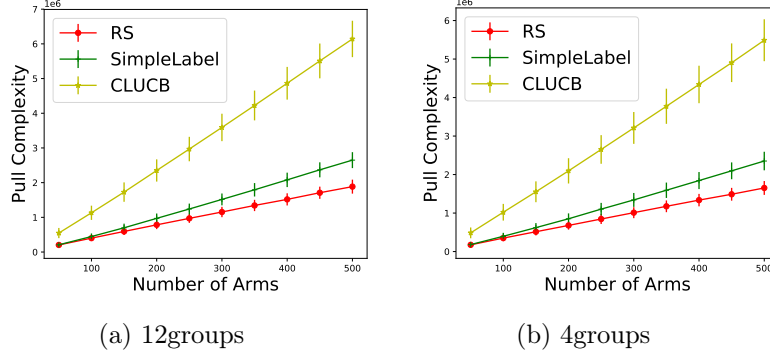 1e6
7
6
5
4
3
2
1
0
Pull Complexity
RS
SimpleLabel
CLUCB
100 200 300 400 500
Number of Arms
(a) 12groups
1e6
6
5
4
3
2
1
0
Pull Complexity
RS
SimpleLabel
CLUCB
100 200 300 400 500
Number of Arms
(b) 4groups